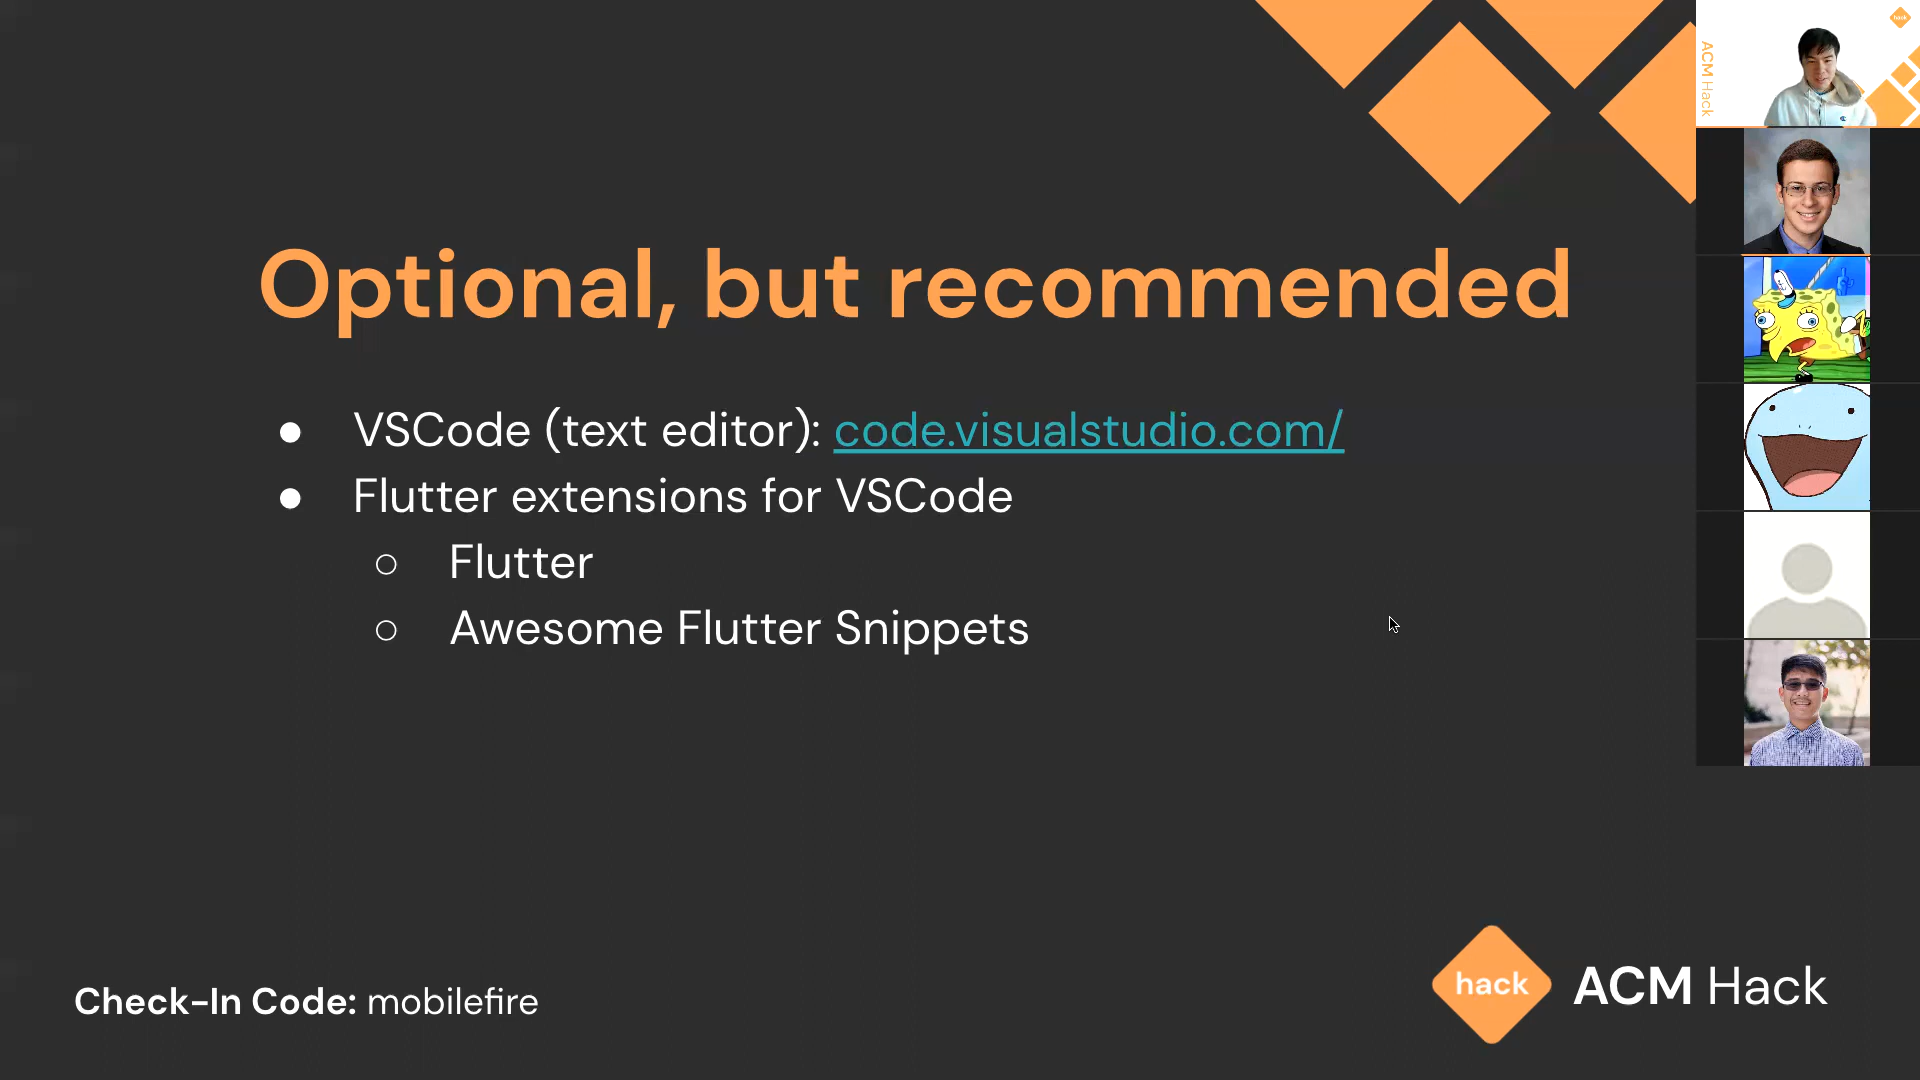 Optional, but recommended
● VSCode (text editor): code.visualstudio.com/
● Flutter extensions for VSCode
○ Flutter
○ Awesome Flutter Snippets
Check-In Code: mobilefire
hack ACM Hack
ACM Hack
hack